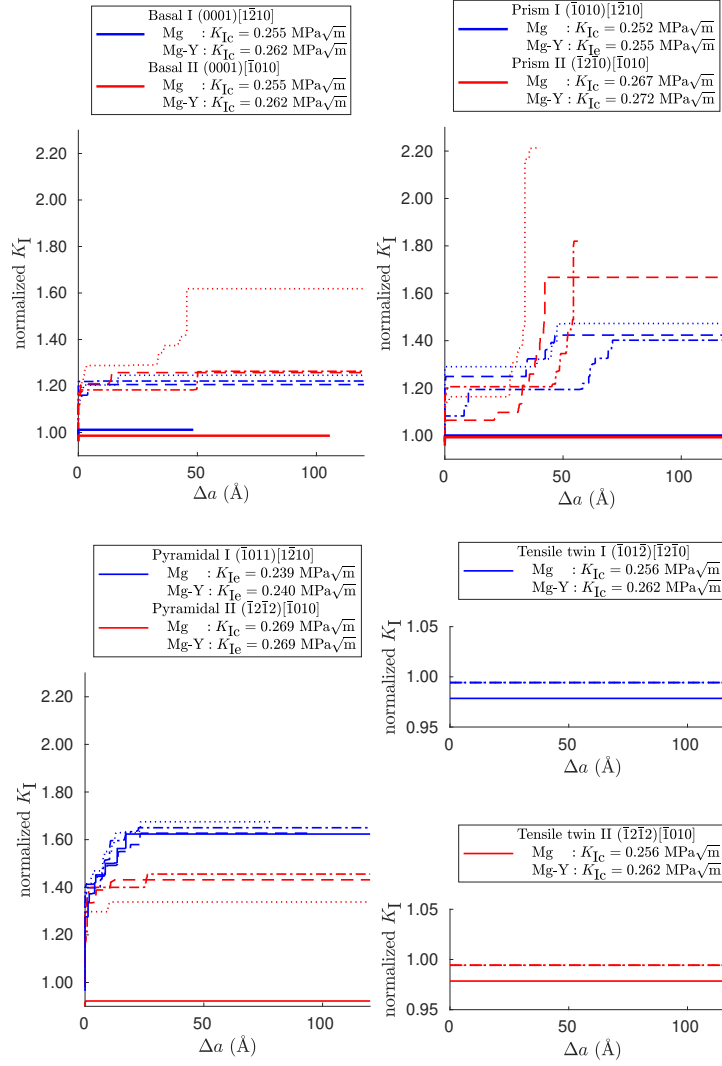 Basal I (0001)[1̅2̅10]
Mg : K_Ic = 0.255 MPa√m
Mg-Y : K_Ic = 0.262 MPa√m
Basal II (0001)[1̅010]
Mg : K_Ic = 0.255 MPa√m
Mg-Y : K_Ic = 0.262 MPa√m
2.20
2.00
1.80
1.60
1.40
1.20
1.00
normalized K_I
0 50 100
Δa (Å)
Prism I (1̅010)[12̅10]
Mg : K_Ic = 0.252 MPa√m
Mg-Y : K_Ie = 0.255 MPa√m
Prism II (1̅21̅0)[1̅010]
Mg : K_Ic = 0.267 MPa√m
Mg-Y : K_Ic = 0.272 MPa√m
2.20
2.00
1.80
1.60
1.40
1.20
1.00
normalized K_I
0 50 100
Δa (Å)
Pyramidal I (1̅011)[12̅10]
Mg : K_Ie = 0.239 MPa√m
Mg-Y : K_Ie = 0.240 MPa√m
Pyramidal II (1̅21̅2)[1̅010]
Mg : K_Ic = 0.269 MPa√m
Mg-Y : K_Ie = 0.269 MPa√m
2.20
2.00
1.80
1.60
1.40
1.20
1.00
normalized K_I
0 50 100
Δa (Å)
Tensile twin I (1̅012̅)[1̅21̅0]
Mg : K_Ic = 0.256 MPa√m
Mg-Y : K_Ic = 0.262 MPa√m
1.05
1.00
0.95
normalized K_I
0 50 100
Δa (Å)
Tensile twin II (1̅21̅2)[1̅010]
Mg : K_Ic = 0.256 MPa√m
Mg-Y : K_Ic = 0.262 MPa√m
1.05
1.00
0.95
normalized K_I
0 50 100
Δa (Å)